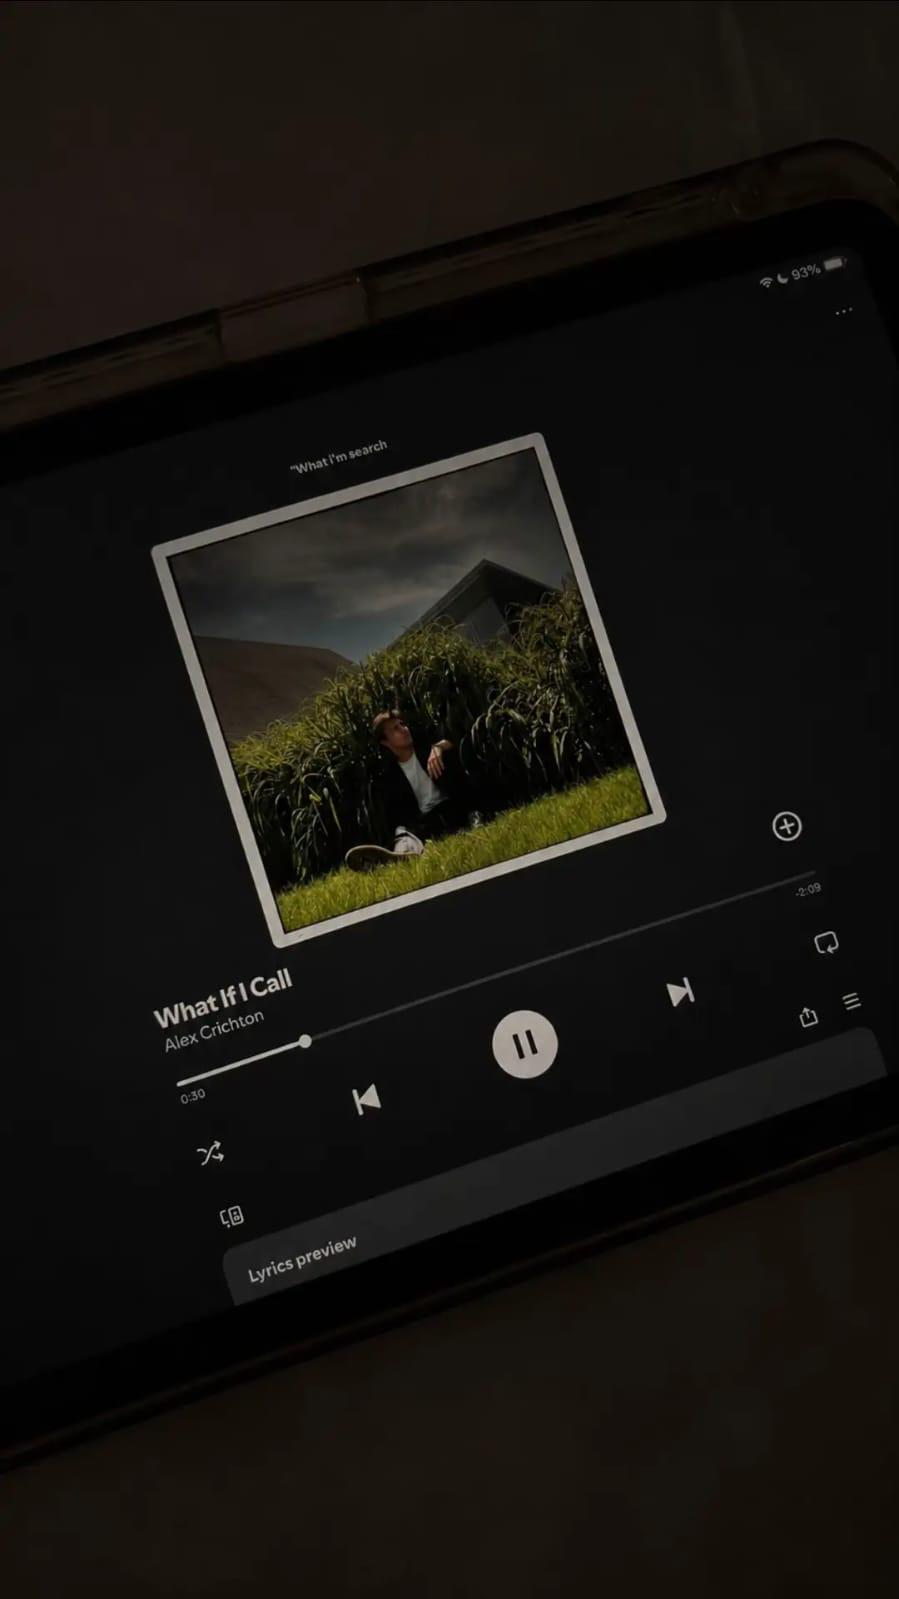 93%
"What i'm search
What If I Call
Alex Crichton
0:30
-2:09
Lyrics preview